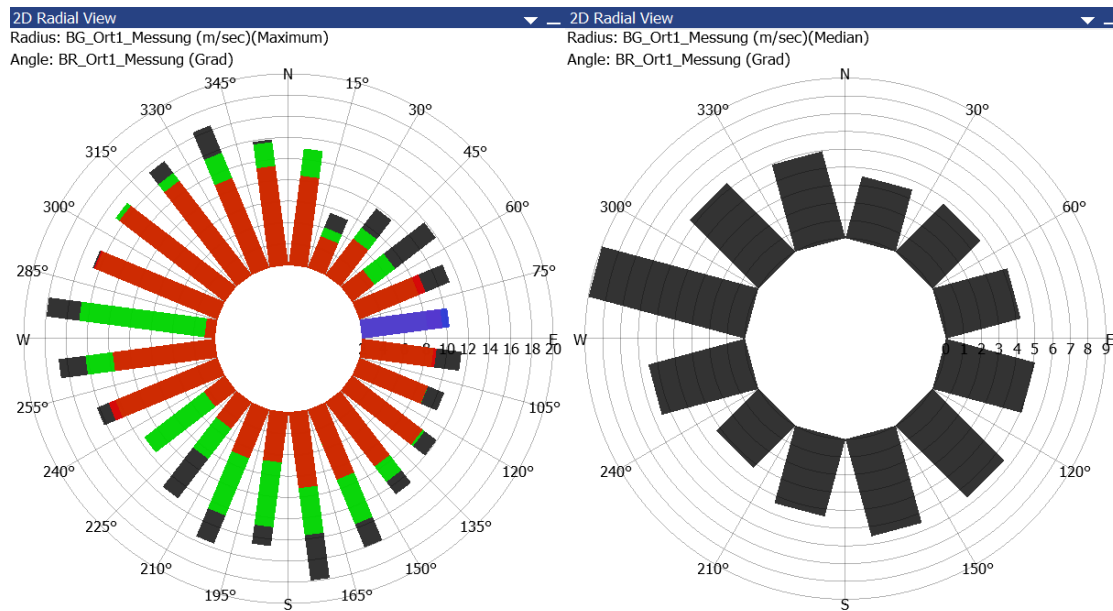 2D Radial View
Radius: BG_Ort1_Messung (m/sec)(Maximum)
Angle: BR_Ort1_Messung (Grad)
N
345° 15°
330° 30°
315° 45°
300° 60°
285° 75°
W 8 10 12 14 16 18 20 E
255° 105°
240° 120°
225° 135°
210° 150°
195° 165°
S
2D Radial View
Radius: BG_Ort1_Messung (m/sec)(Median)
Angle: BR_Ort1_Messung (Grad)
N
330° 30°
300° 60°
W 0 1 2 3 4 5 6 7 8 9 E
240° 120°
210° 150°
S